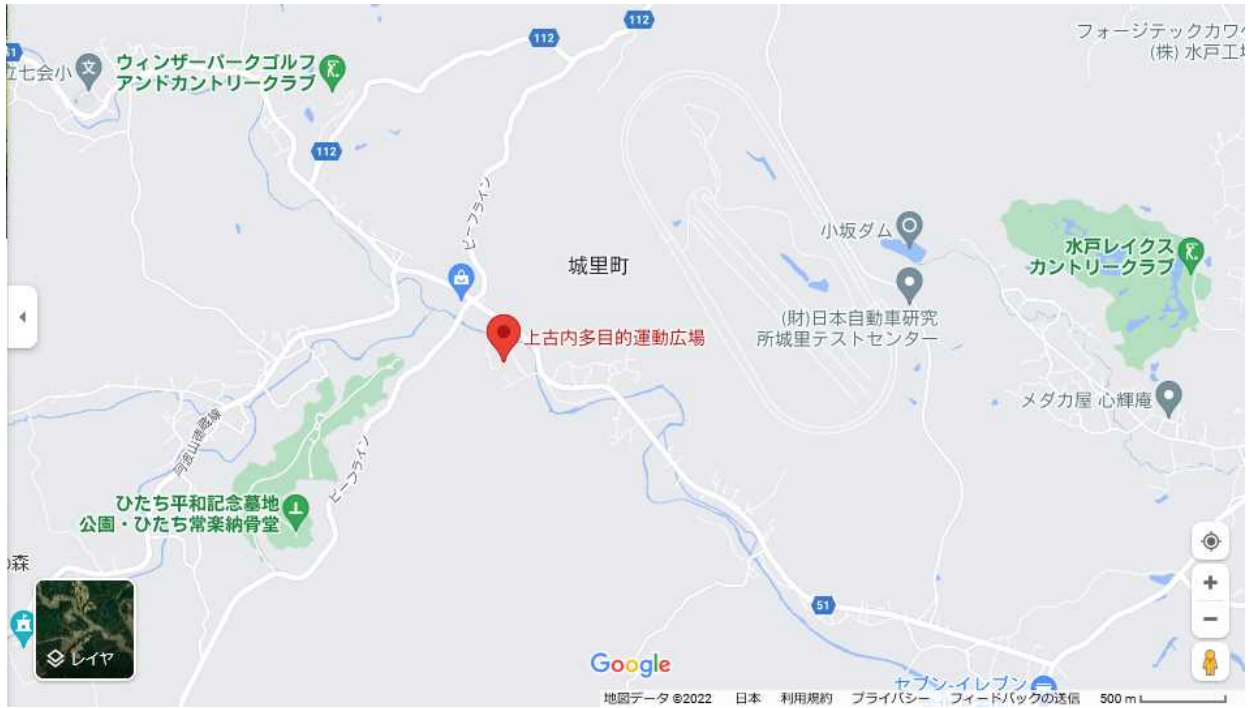 112
112
フォージテックカワ
(株) 水戸工場
51
立七会小
ウィンザーパークゴルフ
アンドカントリークラブ
112
ビーフライン
小坂ダム
水戸レイクス
カントリークラブ
城里町
(財)日本自動車研究
所城里テストセンター
上古内多目的運動広場
メダカ屋 心輝庵
阿波山徳蔵線
ビーフライン
ひたち平和記念墓地
公園・ひたち常楽納骨堂
の森
51
レイヤ
Google
セブン-イレブン
地図データ ©2022 日本 利用規約 プライバシー フィードバックの送信 500 m